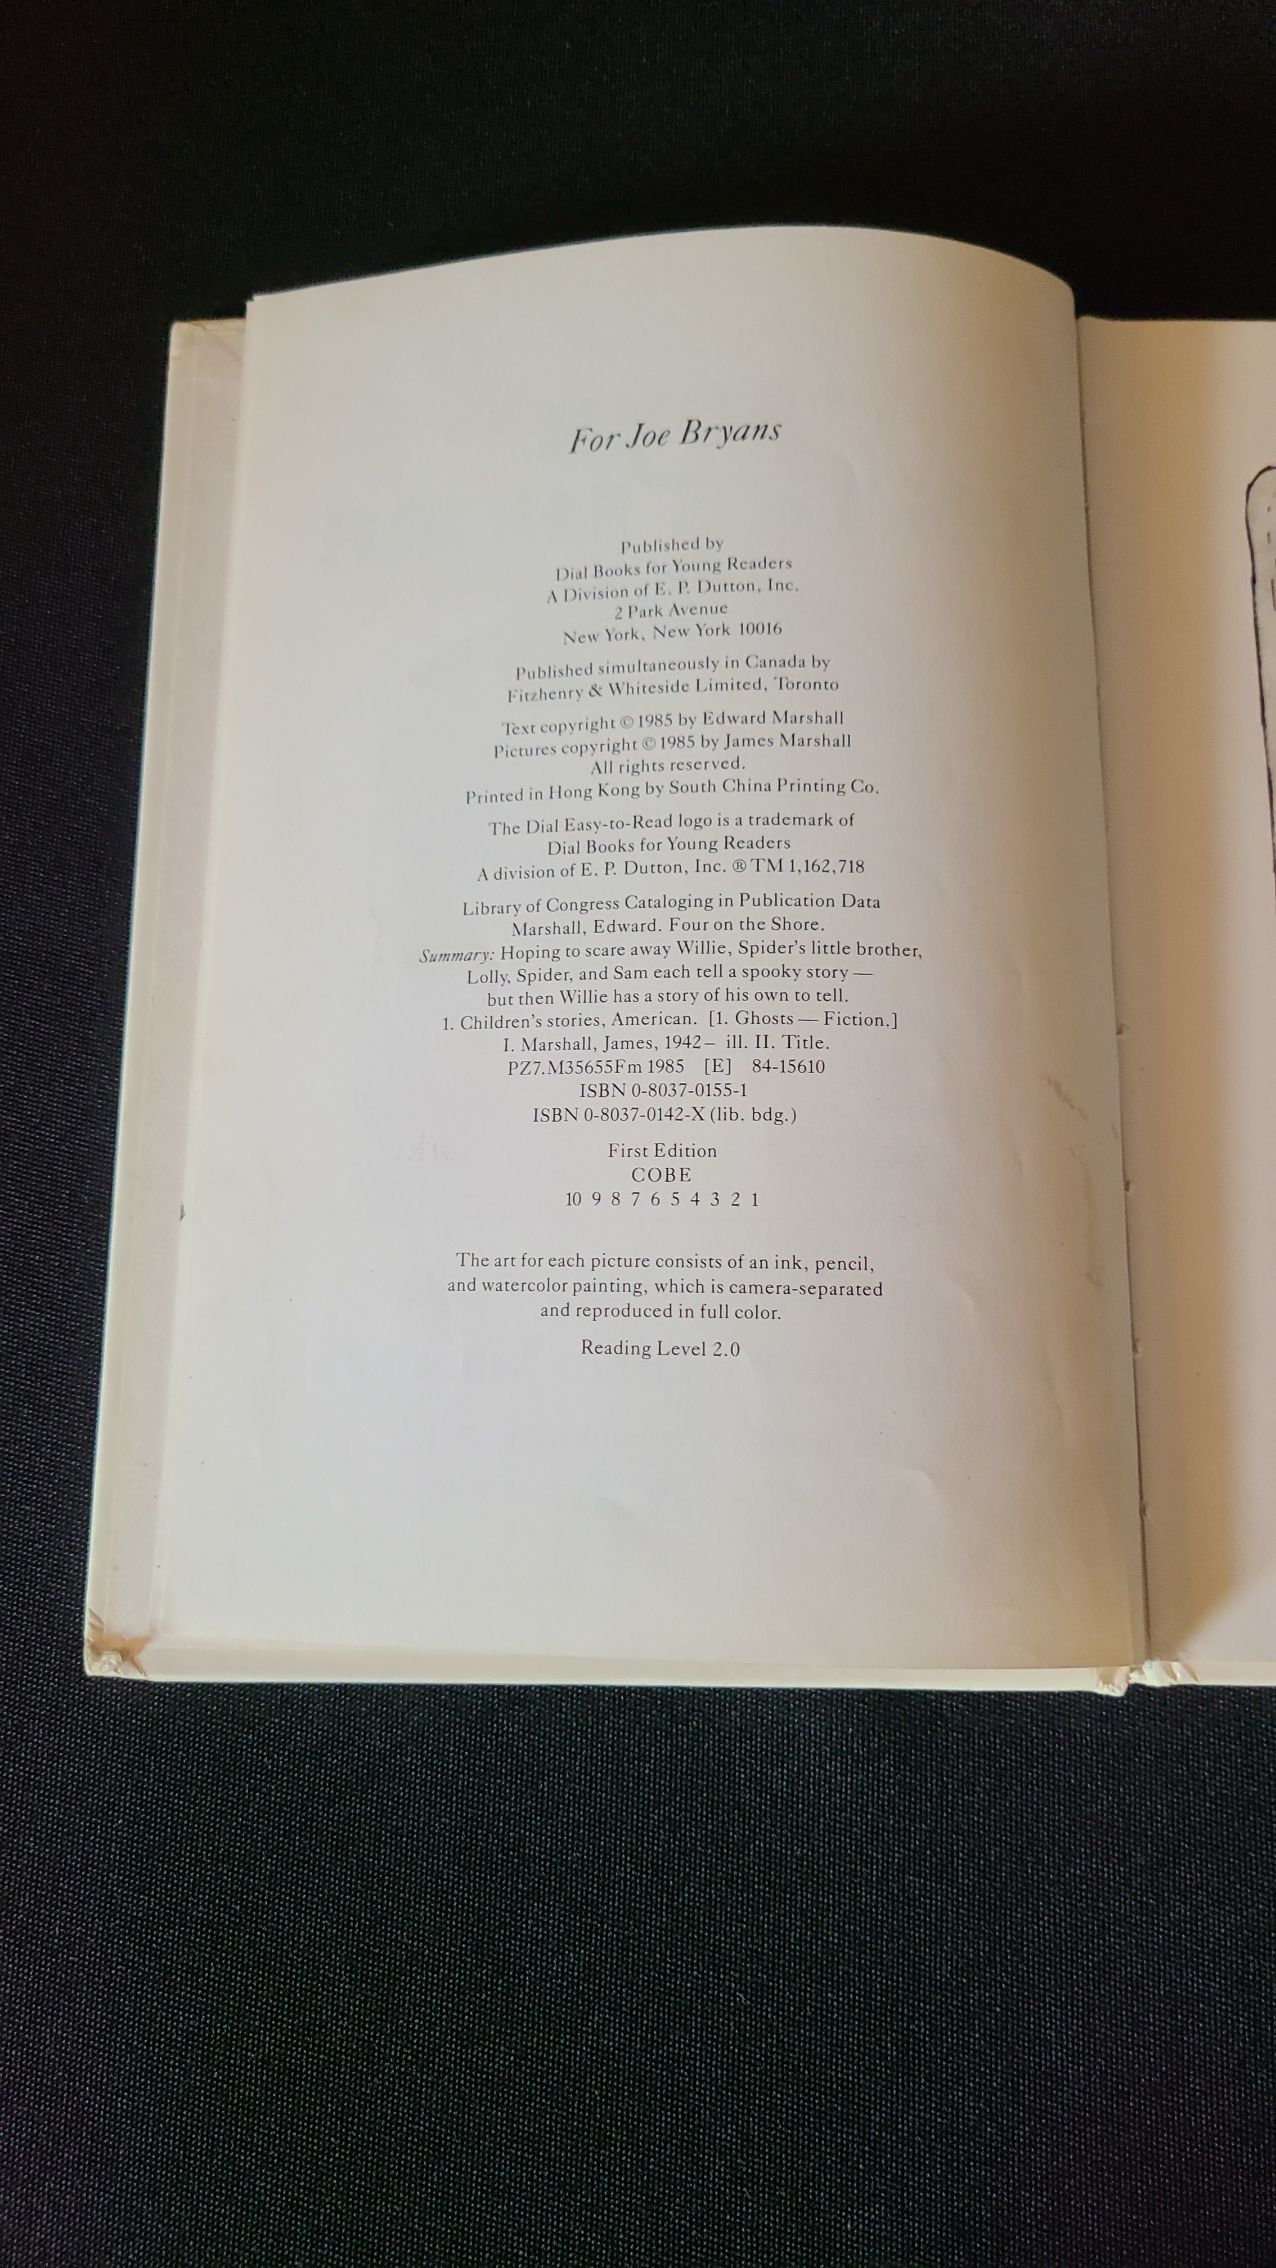 For Joe Bryans
Published by
Dial Books for Young Readers
A Division of E. P. Dutton, Inc.
2 Park Avenue
New York, New York 10016
Published simultaneously in Canada by
Fitzhenry & Whiteside Limited, Toronto
Text copyright © 1985 by Edward Marshall
Pictures copyright © 1985 by James Marshall
All rights reserved.
Printed in Hong Kong by South China Printing Co.
The Dial Easy-to-Read logo is a trademark of
Dial Books for Young Readers
A division of E. P. Dutton, Inc. ® TM 1,162,718
Library of Congress Cataloging in Publication Data
Marshall, Edward. Four on the Shore.
Summary: Hoping to scare away Willie, Spider's little brother,
Lolly, Spider, and Sam each tell a spooky story —
but then Willie has a story of his own to tell.
1. Children's stories, American. [1. Ghosts — Fiction.]
I. Marshall, James, 1942– ill. II. Title.
PZ7.M35655Fm 1985 [E] 84-15610
ISBN 0-8037-0155-1
ISBN 0-8037-0142-X (lib. bdg.)
First Edition
COBE
10 9 8 7 6 5 4 3 2 1
The art for each picture consists of an ink, pencil,
and watercolor painting, which is camera-separated
and reproduced in full color.
Reading Level 2.0